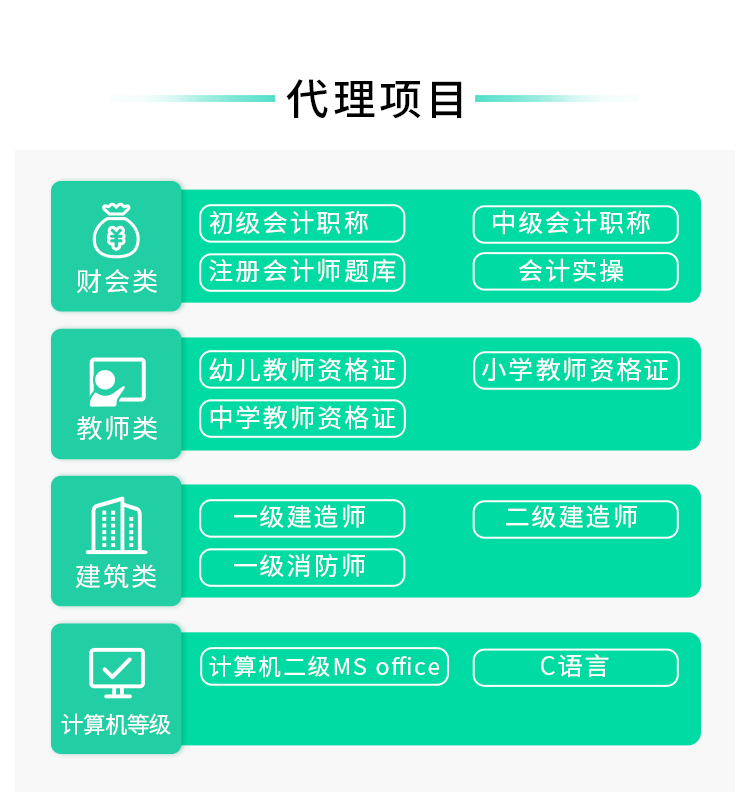 代理项目
财会类
初级会计职称
中级会计职称
注册会计师题库
会计实操
教师类
幼儿教师资格证
小学教师资格证
中学教师资格证
建筑类
一级建造师
二级建造师
一级消防师
计算机等级
计算机二级MS office
C语言